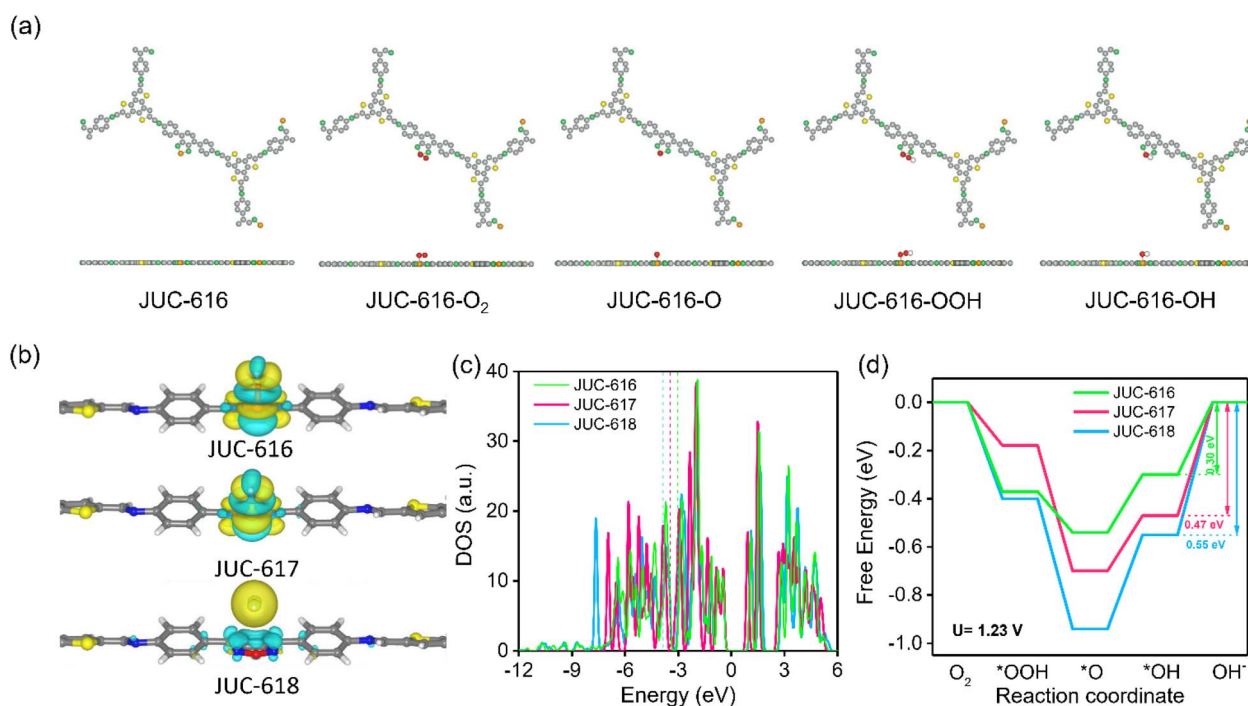 (a)
JUC-616
JUC-616-O₂
JUC-616-O
JUC-616-OOH
JUC-616-OH
(b)
JUC-616
JUC-617
JUC-618
(c)
40
30
20
10
0
DOS (a.u.)
JUC-616
JUC-617
JUC-618
-12 -9 -6 -3 0 3 6
Energy (eV)
(d)
0.0
-0.2
-0.4
-0.6
-0.8
-1.0
Free Energy (eV)
JUC-616
JUC-617
JUC-618
0.30 eV
0.47 eV
0.55 eV
U= 1.23 V
O₂ *OOH *O *OH OH⁻
Reaction coordinate